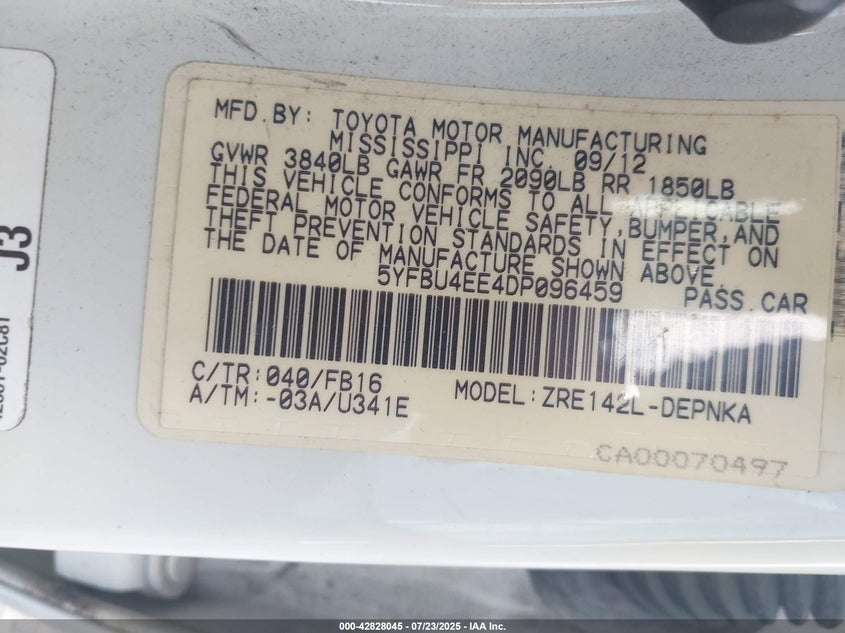 J3
MFD.BY: TOYOTA MOTOR MANUFACTURING
MISSISSIPPI INC. 09/12
GVWR 3840LB GAWR FR 2090LB RR 1850LB
THIS VEHICLE CONFORMS TO ALL APPLICABLE
FEDERAL MOTOR VEHICLE SAFETY,BUMPER,AND
THEFT PREVENTION STANDARDS IN EFFECT ON
THE DATE OF MANUFACTURE SHOWN ABOVE.
5YFBU4EE4DP096459 PASS.CAR
C/TR:040/FB16 MODEL:ZRE142L-DEPNKA
A/TM:-03A/U341E
CA00070497
000-42828045 / 07/23/2025 - IAA Inc.